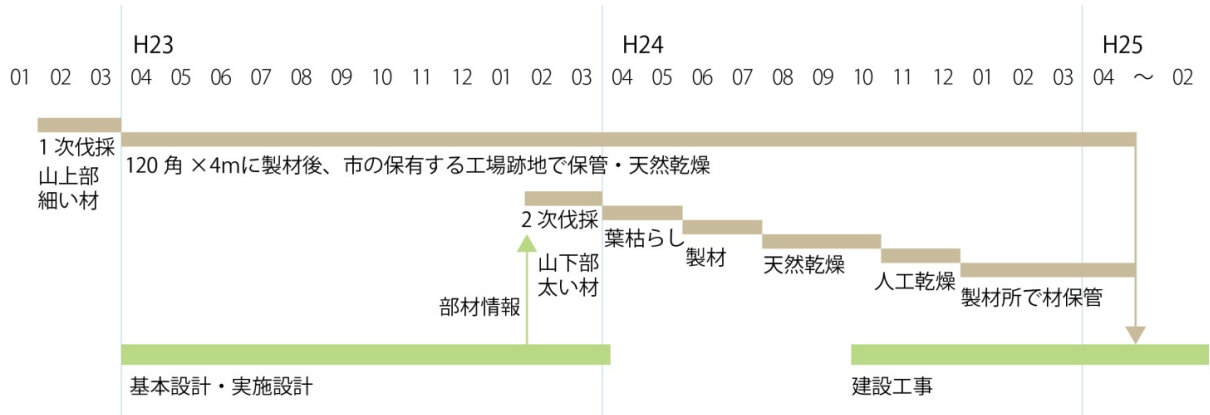 H23 H24 H25
01 02 03 04 05 06 07 08 09 10 11 12 01 02 03 04 05 06 07 08 09 10 11 12 01 02 03 04 ～ 02
1次伐採
山上部
細い材
120角×4mに製材後、市の保有する工場跡地で保管・天然乾燥
2次伐採
山下部
太い材
葉枯らし
製材
天然乾燥
人工乾燥
製材所で材保管
部材情報
基本設計・実施設計
建設工事